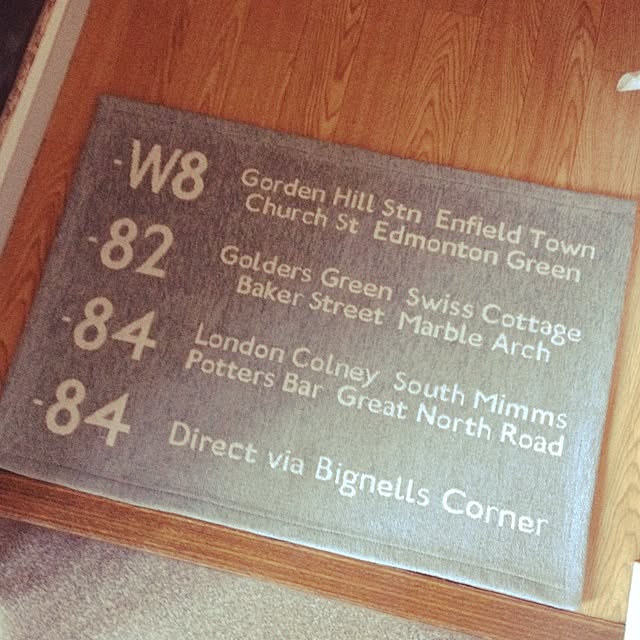 -W8 Gorden Hill Stn Enfield Town
Church St Edmonton Green
-82 Golders Green Swiss Cottage
Baker Street Marble Arch
-84 London Colney South Mimms
Potters Bar Great North Road
-84 Direct via Bignells Corner